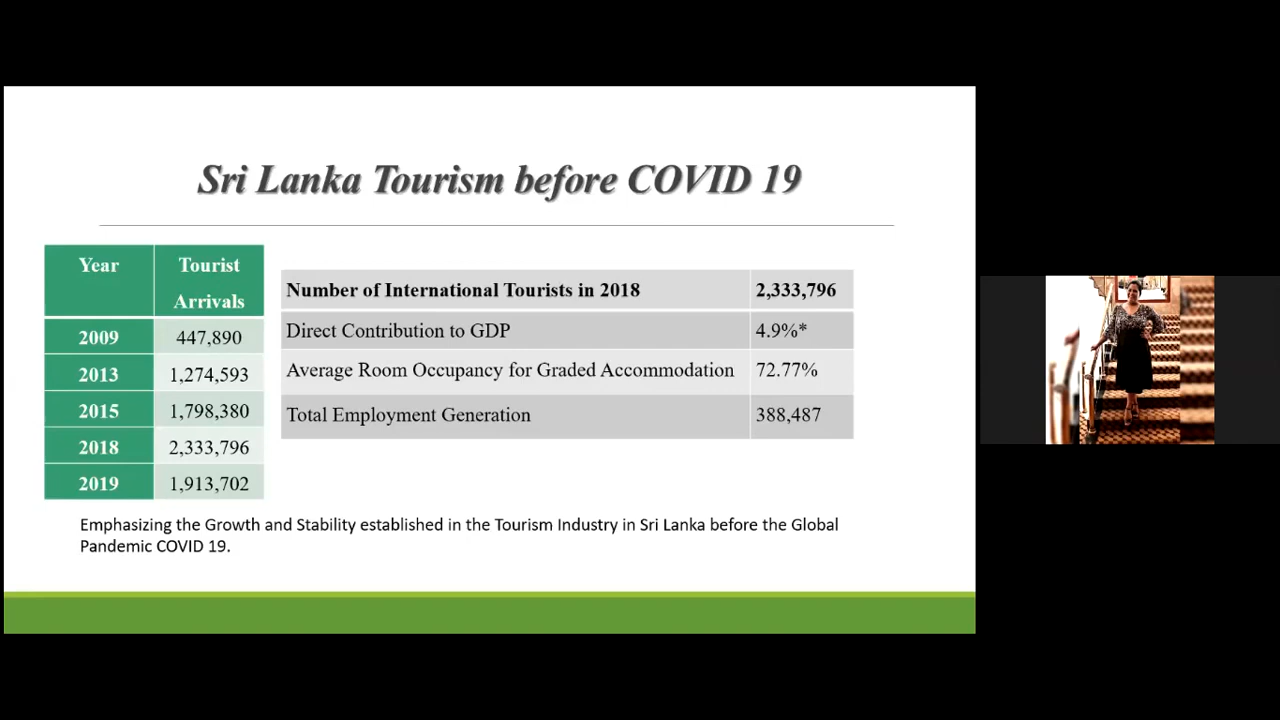 Sri Lanka Tourism before COVID 19
Year Tourist
Arrivals
2009 447,890
2013 1,274,593
2015 1,798,380
2018 2,333,796
2019 1,913,702
Number of International Tourists in 2018 2,333,796
Direct Contribution to GDP 4.9%*
Average Room Occupancy for Graded Accommodation 72.77%
Total Employment Generation 388,487
Emphasizing the Growth and Stability established in the Tourism Industry in Sri Lanka before the Global
Pandemic COVID 19.